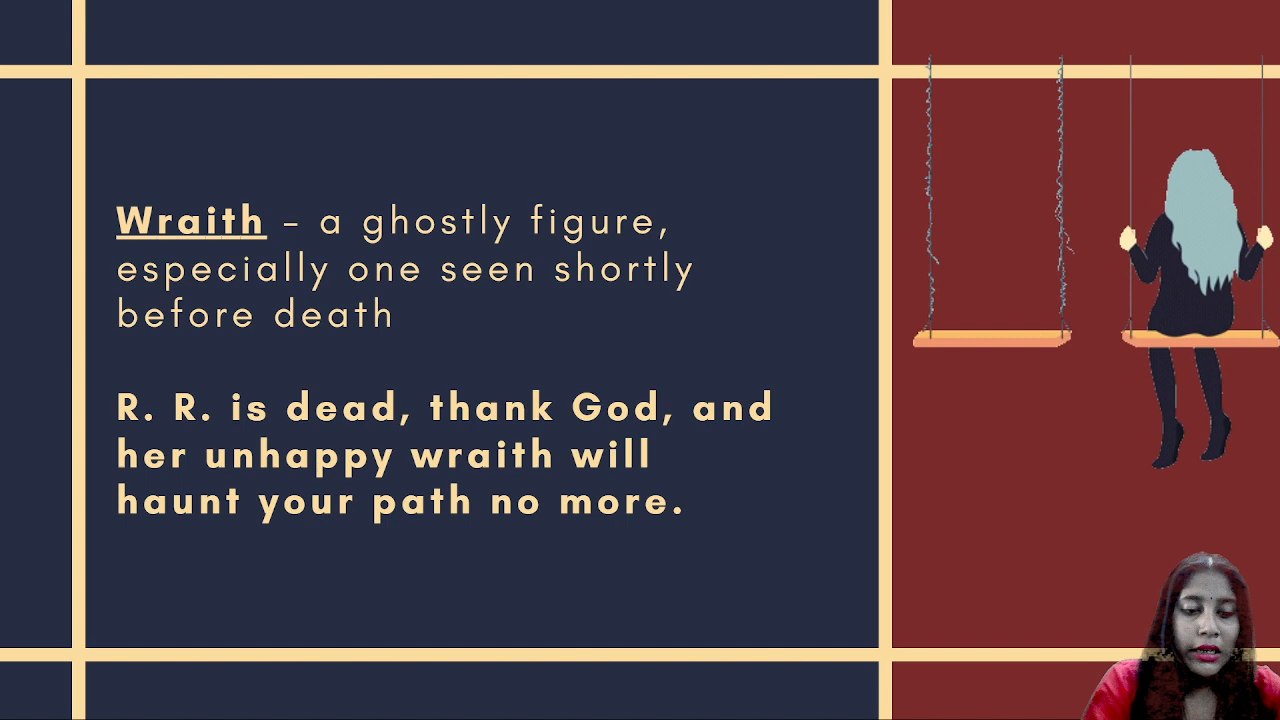 Wraith – a ghostly figure,
especially one seen shortly
before death
R. R. is dead, thank God, and
her unhappy wraith will
haunt your path no more.